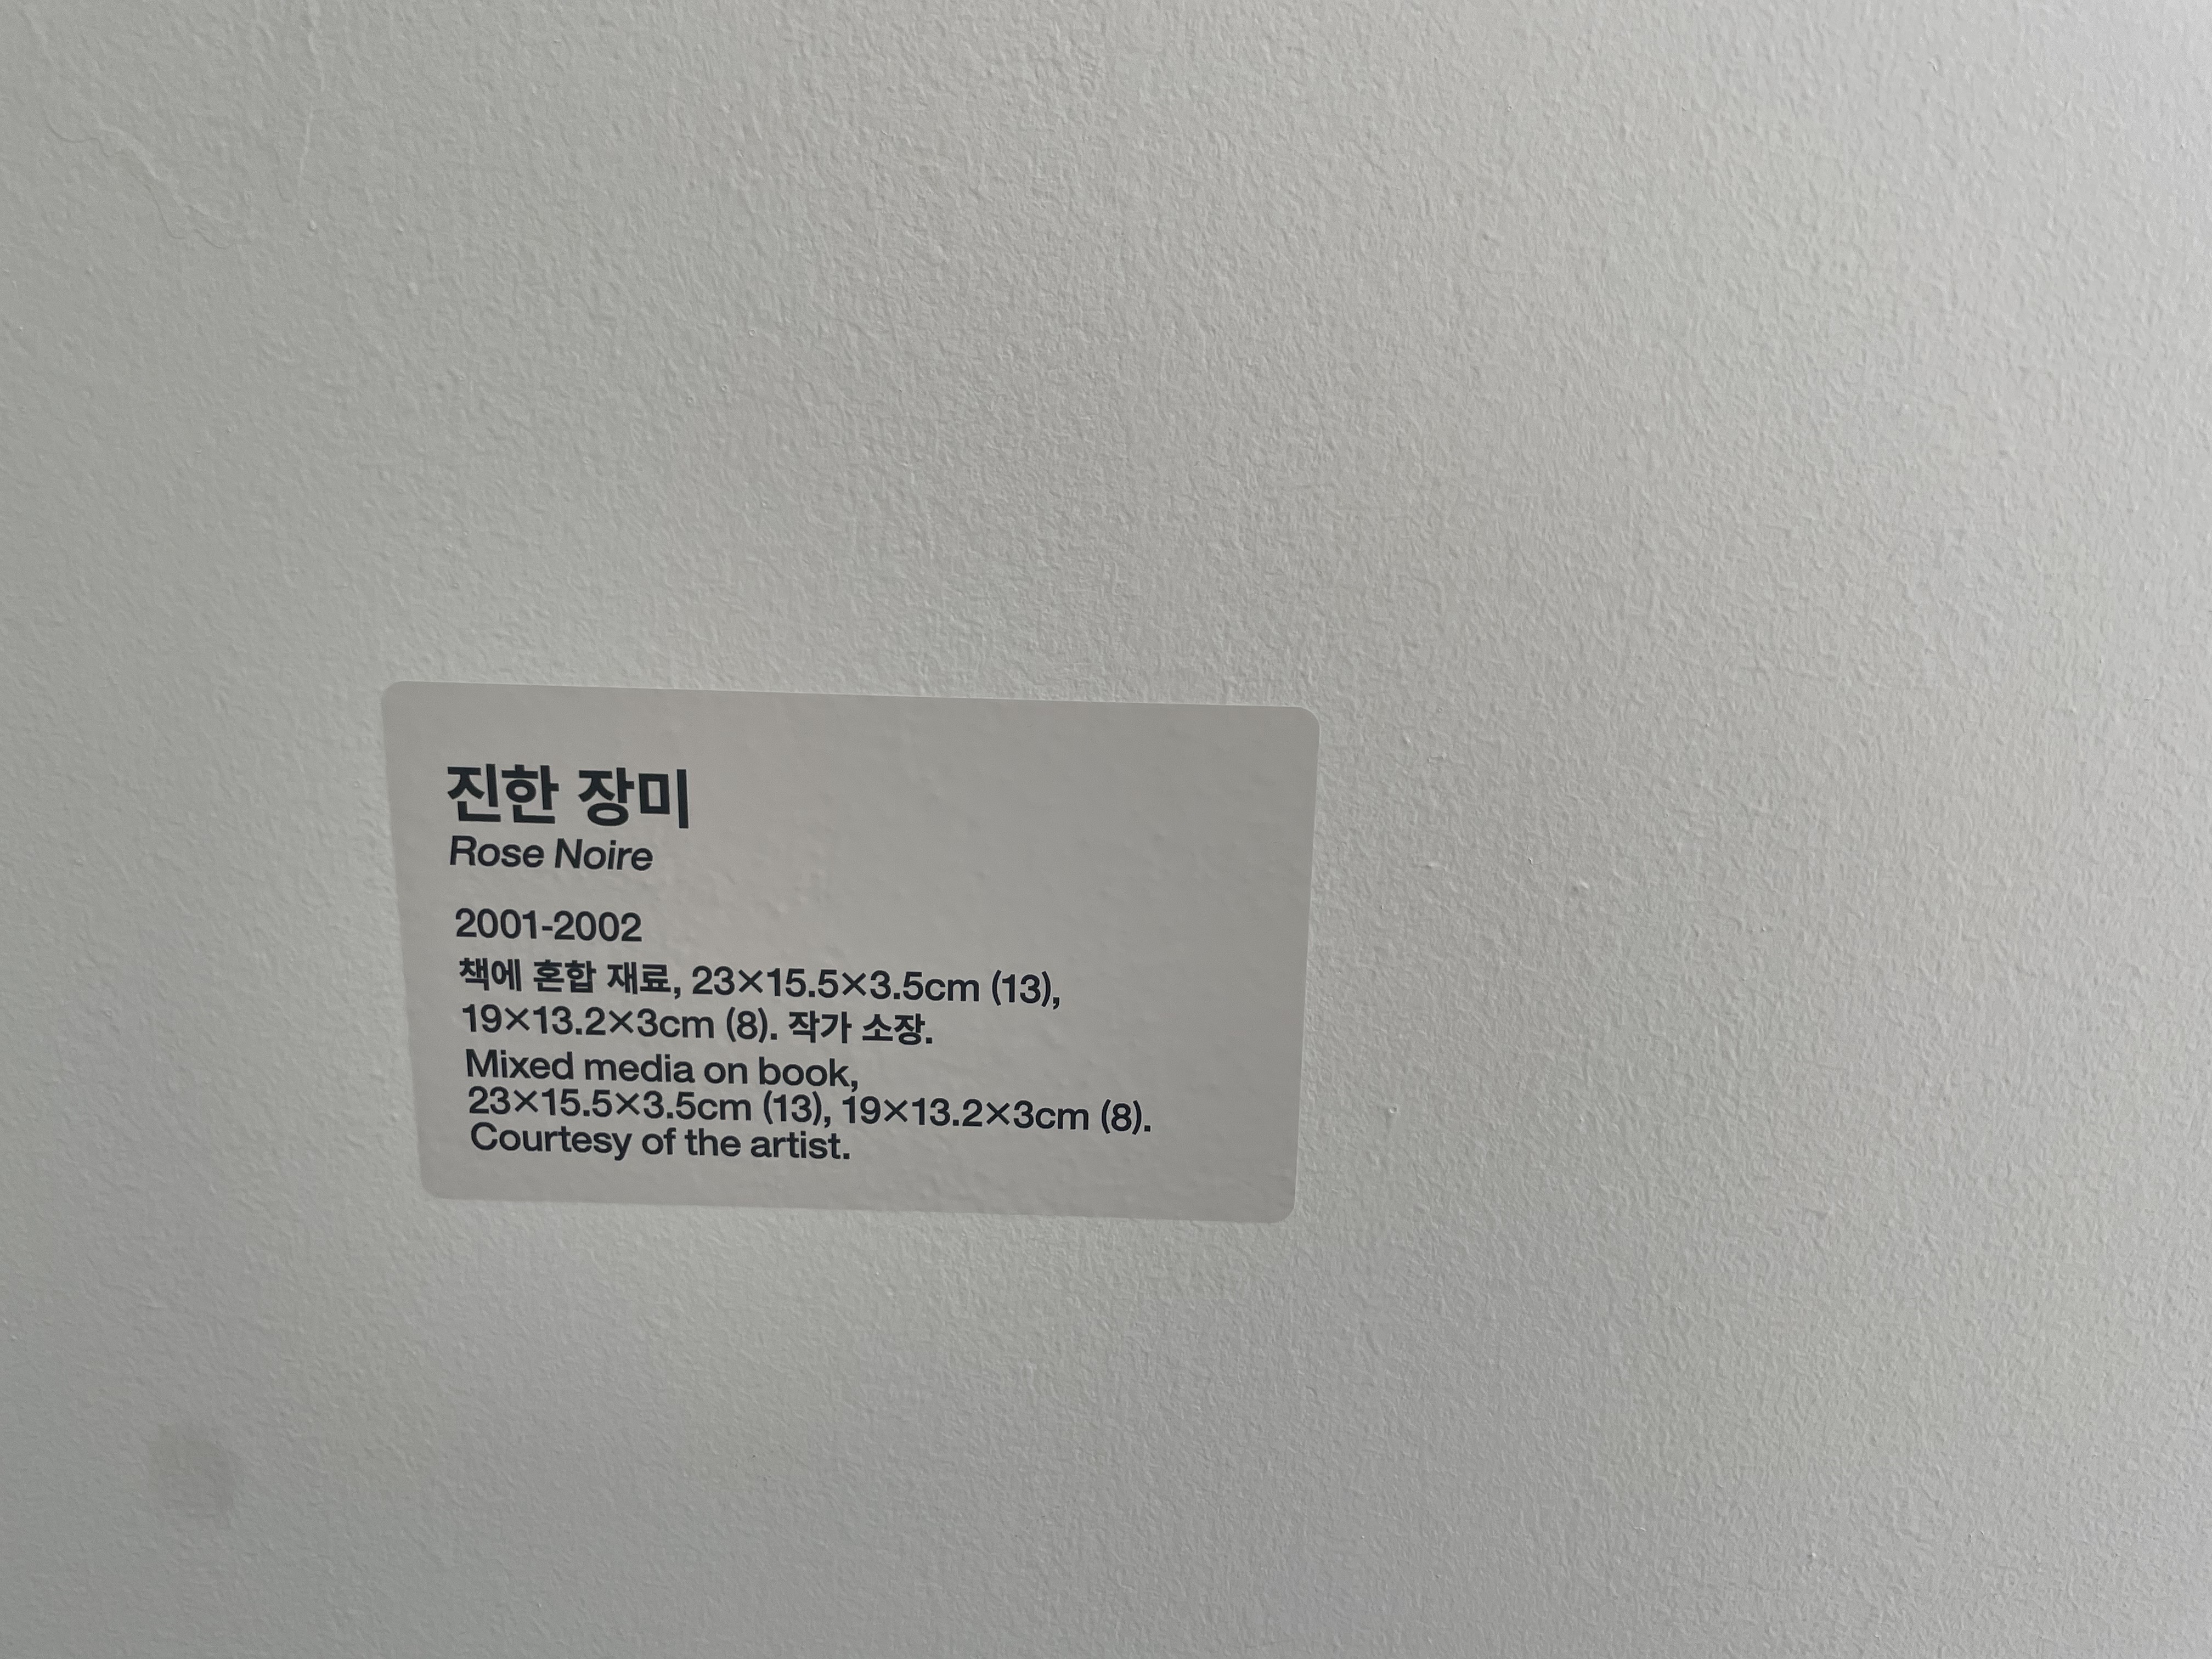 진한 장미
Rose Noire
2001-2002
책에 혼합 재료, 23×15.5×3.5cm (13),
19×13.2×3cm (8). 작가 소장.
Mixed media on book,
23×15.5×3.5cm (13), 19×13.2×3cm (8).
Courtesy of the artist.